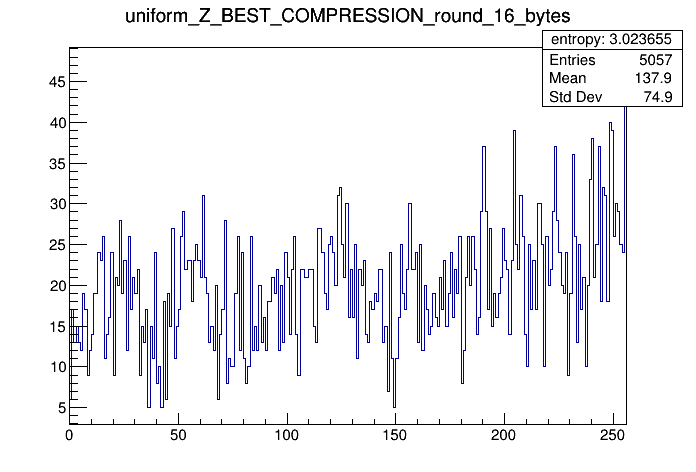 uniform_Z_BEST_COMPRESSION_round_16_bytes
entropy: 3.023655
Entries 5057
Mean 137.9
Std Dev 74.9
45
40
35
30
25
20
15
10
5
0 50 100 150 200 250